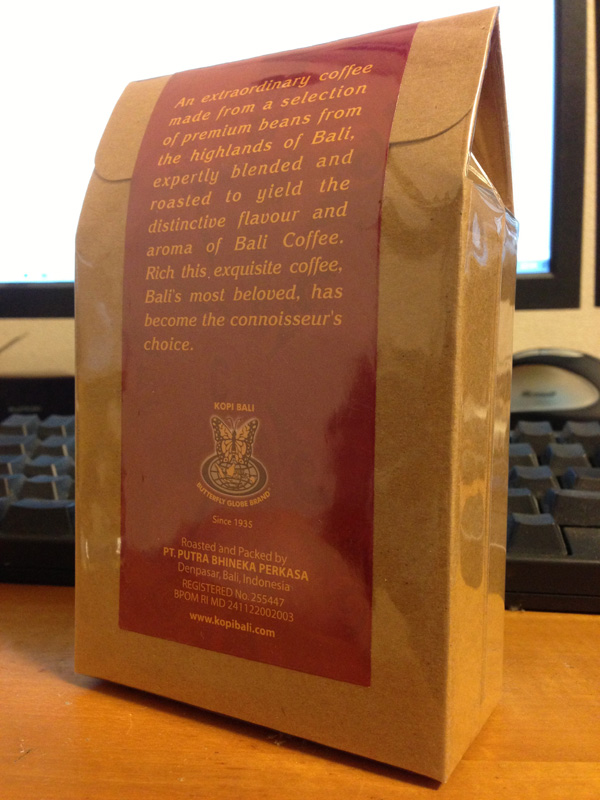 An extraordinary coffee
made from a selection
of premium beans from
the highlands of Bali,
expertly blended and
roasted to yield the
distinctive flavour and
aroma of Bali Coffee.
Rich this exquisite coffee,
Bali's most beloved, has
become the connoisseur's
choice.
KOPI BALI
BUTTERFLY GLOBE BRAND
Since 1935
Roasted and Packed by
PT. PUTRA BHINEKA PERKASA
Denpasar, Bali, Indonesia
REGISTERED No. 255447
BPOM RI MD 241122002003
www.kopibali.com